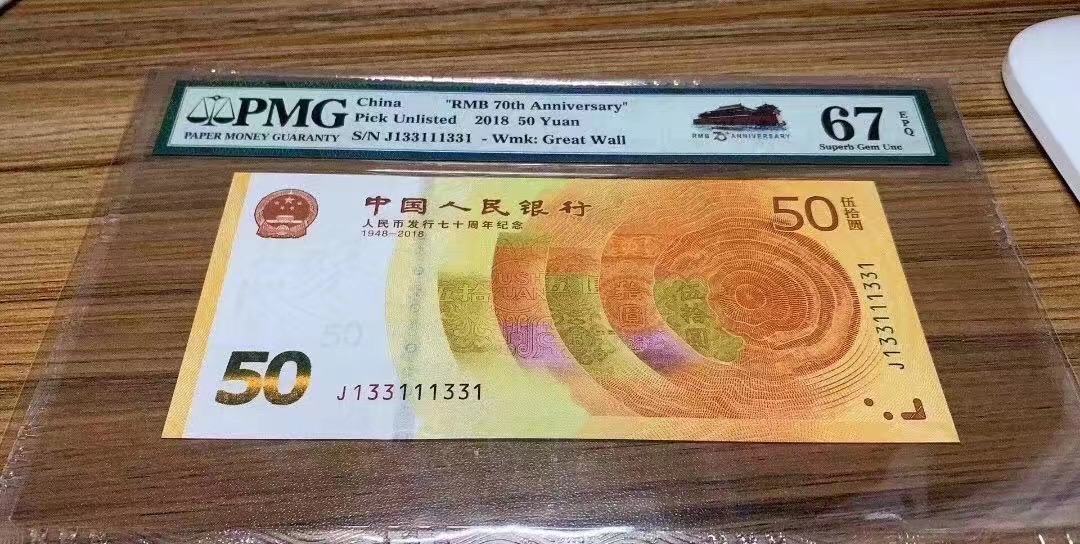 PMG
PAPER MONEY GUARANTY
China "RMB 70th Anniversary"
Pick Unlisted 2018 50 Yuan
S/N J133111331 - Wmk: Great Wall
RMB 70 ANNIVERSARY
67
EPQ
Superb Gem Unc
中国人民银行
人民币发行七十周年纪念
1948-2018
50
伍拾圆
J133111331
50
50
J133111331